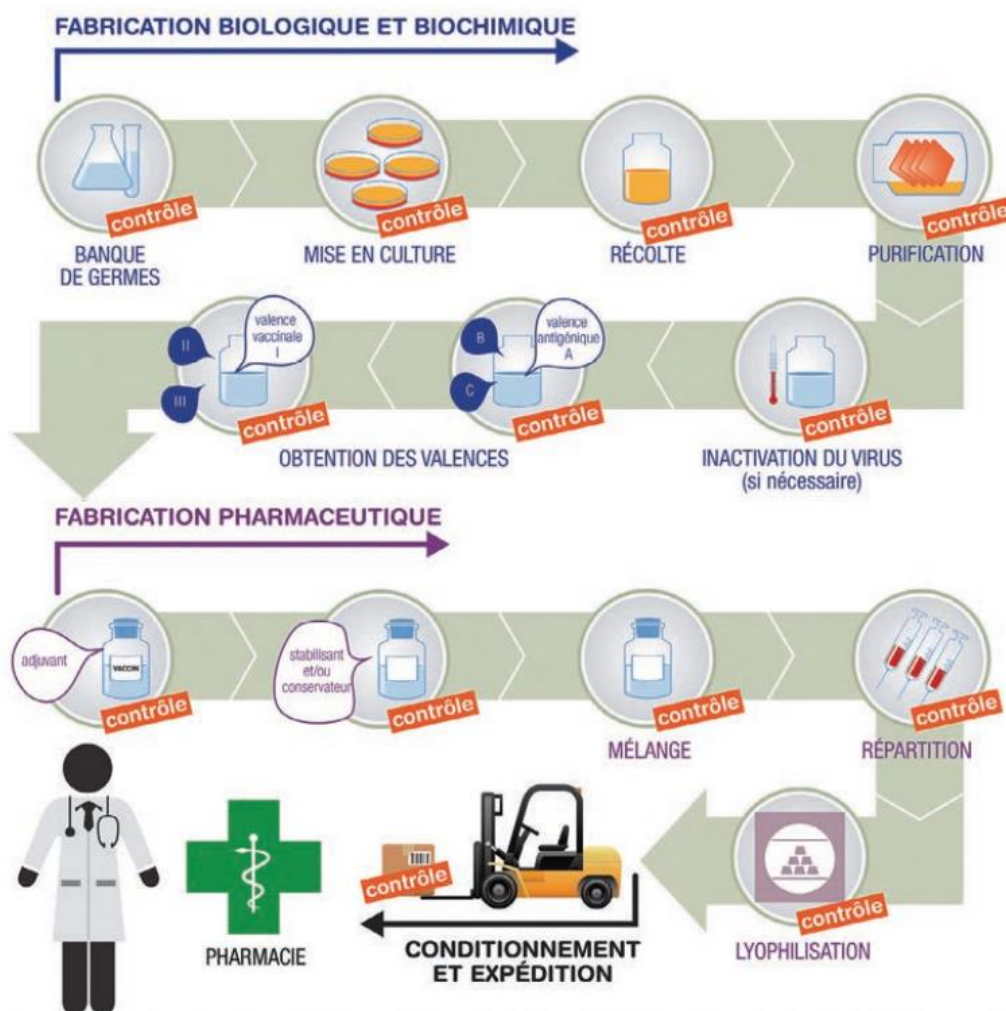 FABRICATION BIOLOGIQUE ET BIOCHIMIQUE
contrôle
contrôle
contrôle
contrôle
BANQUE
DE GERMES
MISE EN CULTURE
RÉCOLTE
PURIFICATION
II
III
valence
vaccinale
I
contrôle
B
C
valence
antigénique
A
contrôle
contrôle
OBTENTION DES VALENCES
INACTIVATION DU VIRUS
(si nécessaire)
FABRICATION PHARMACEUTIQUE
adjuvant
VACCIN
contrôle
stabilisant
et/ou
conservateur
contrôle
contrôle
MÉLANGE
contrôle
RÉPARTITION
PHARMACIE
contrôle
CONDITIONNEMENT
ET EXPÉDITION
contrôle
LYOPHILISATION